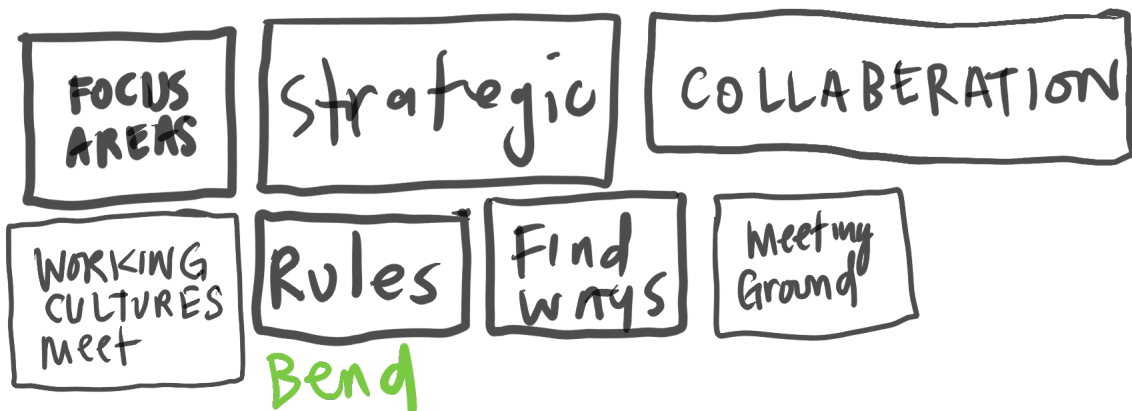 FOCUS
AREAS
Strategic
COLLABERATION
WORKING
CULTURES
meet
Rules
Find
ways
Meeting
Ground
Bend